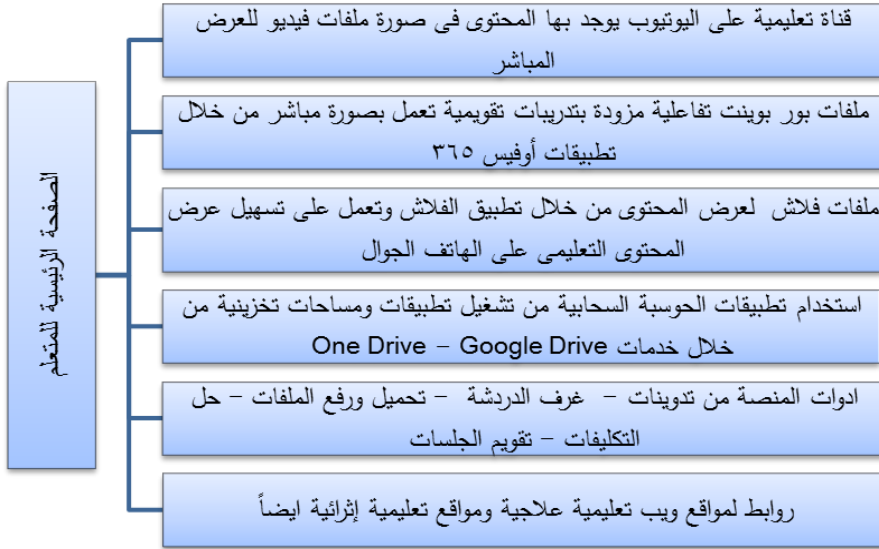 قناة تعليمية على اليوتيوب يوجد بها المحتوى فى صورة ملفات فيديو للعرض
المباشر
ملفات بور بوينت تفاعلية مزودة بتدريبات تقويمية تعمل بصورة مباشر من خلال
تطبيقات أوفيس ٣٦٥
ملفات فلاش لعرض المحتوى من خلال تطبيق الفلاش وتعمل على تسهيل عرض
المحتوى التعليمى على الهاتف الجوال
استخدام تطبيقات الحوسبة السحابية من تشغيل تطبيقات ومساحات تخزينية من
خلال خدمات One Drive – Google Drive
ادوات المنصة من تدوينات – غرف الدردشة – تحميل ورفع الملفات – حل
التكليفات – تقويم الجلسات
روابط لمواقع ويب تعليمية علاجية ومواقع تعليمية إثرائية ايضاً
الصفحة الرئيسية للمتعلم